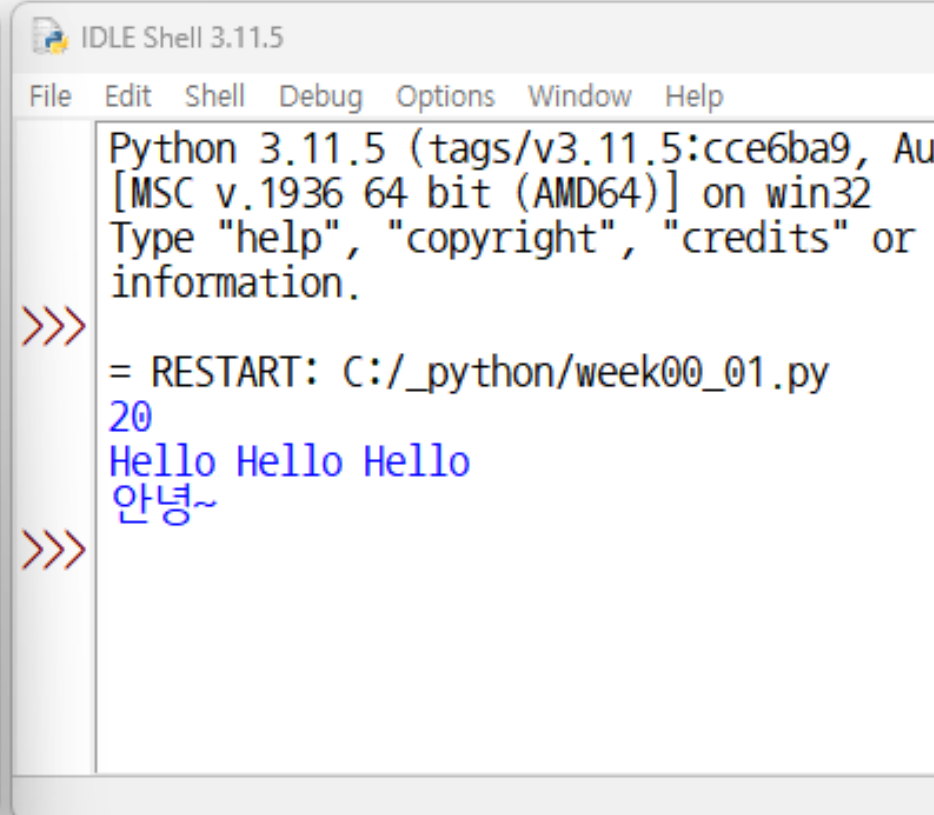 IDLE Shell 3.11.5
File Edit Shell Debug Options Window Help
Python 3.11.5 (tags/v3.11.5:cce6ba9, Au
[MSC v.1936 64 bit (AMD64)] on win32
Type "help", "copyright", "credits" or
information.
>>>
= RESTART: C:/_python/week00_01.py
20
Hello Hello Hello
안녕~
>>>